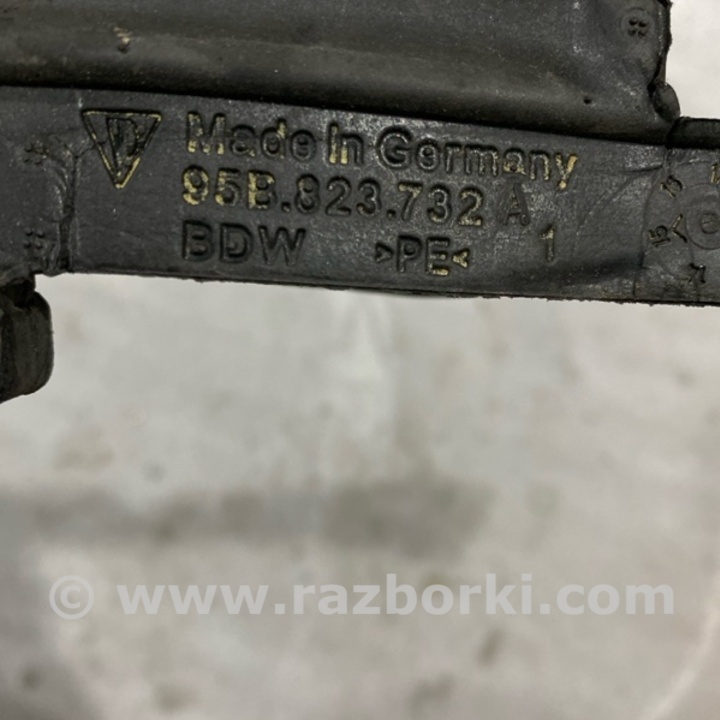 Made In Germany
95B.823.732 A
BDW >PE< 1
© www.razborki.com